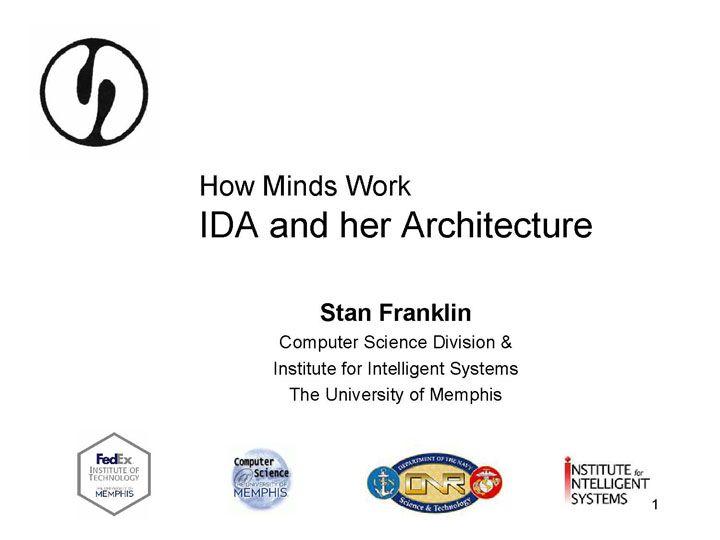 How Minds Work
IDA and her Architecture
Stan Franklin
Computer Science Division &
Institute for Intelligent Systems
The University of Memphis
FedEx
INSTITUTE OF
TECHNOLOGY
MEMPHIS
Computer
Science
@
UNIVERSITY OF
MEMPHIS
DEPARTMENT OF THE NAVY
ONR
Science & Technology
INSTITUTE for
INTELLIGENT
SYSTEMS
1